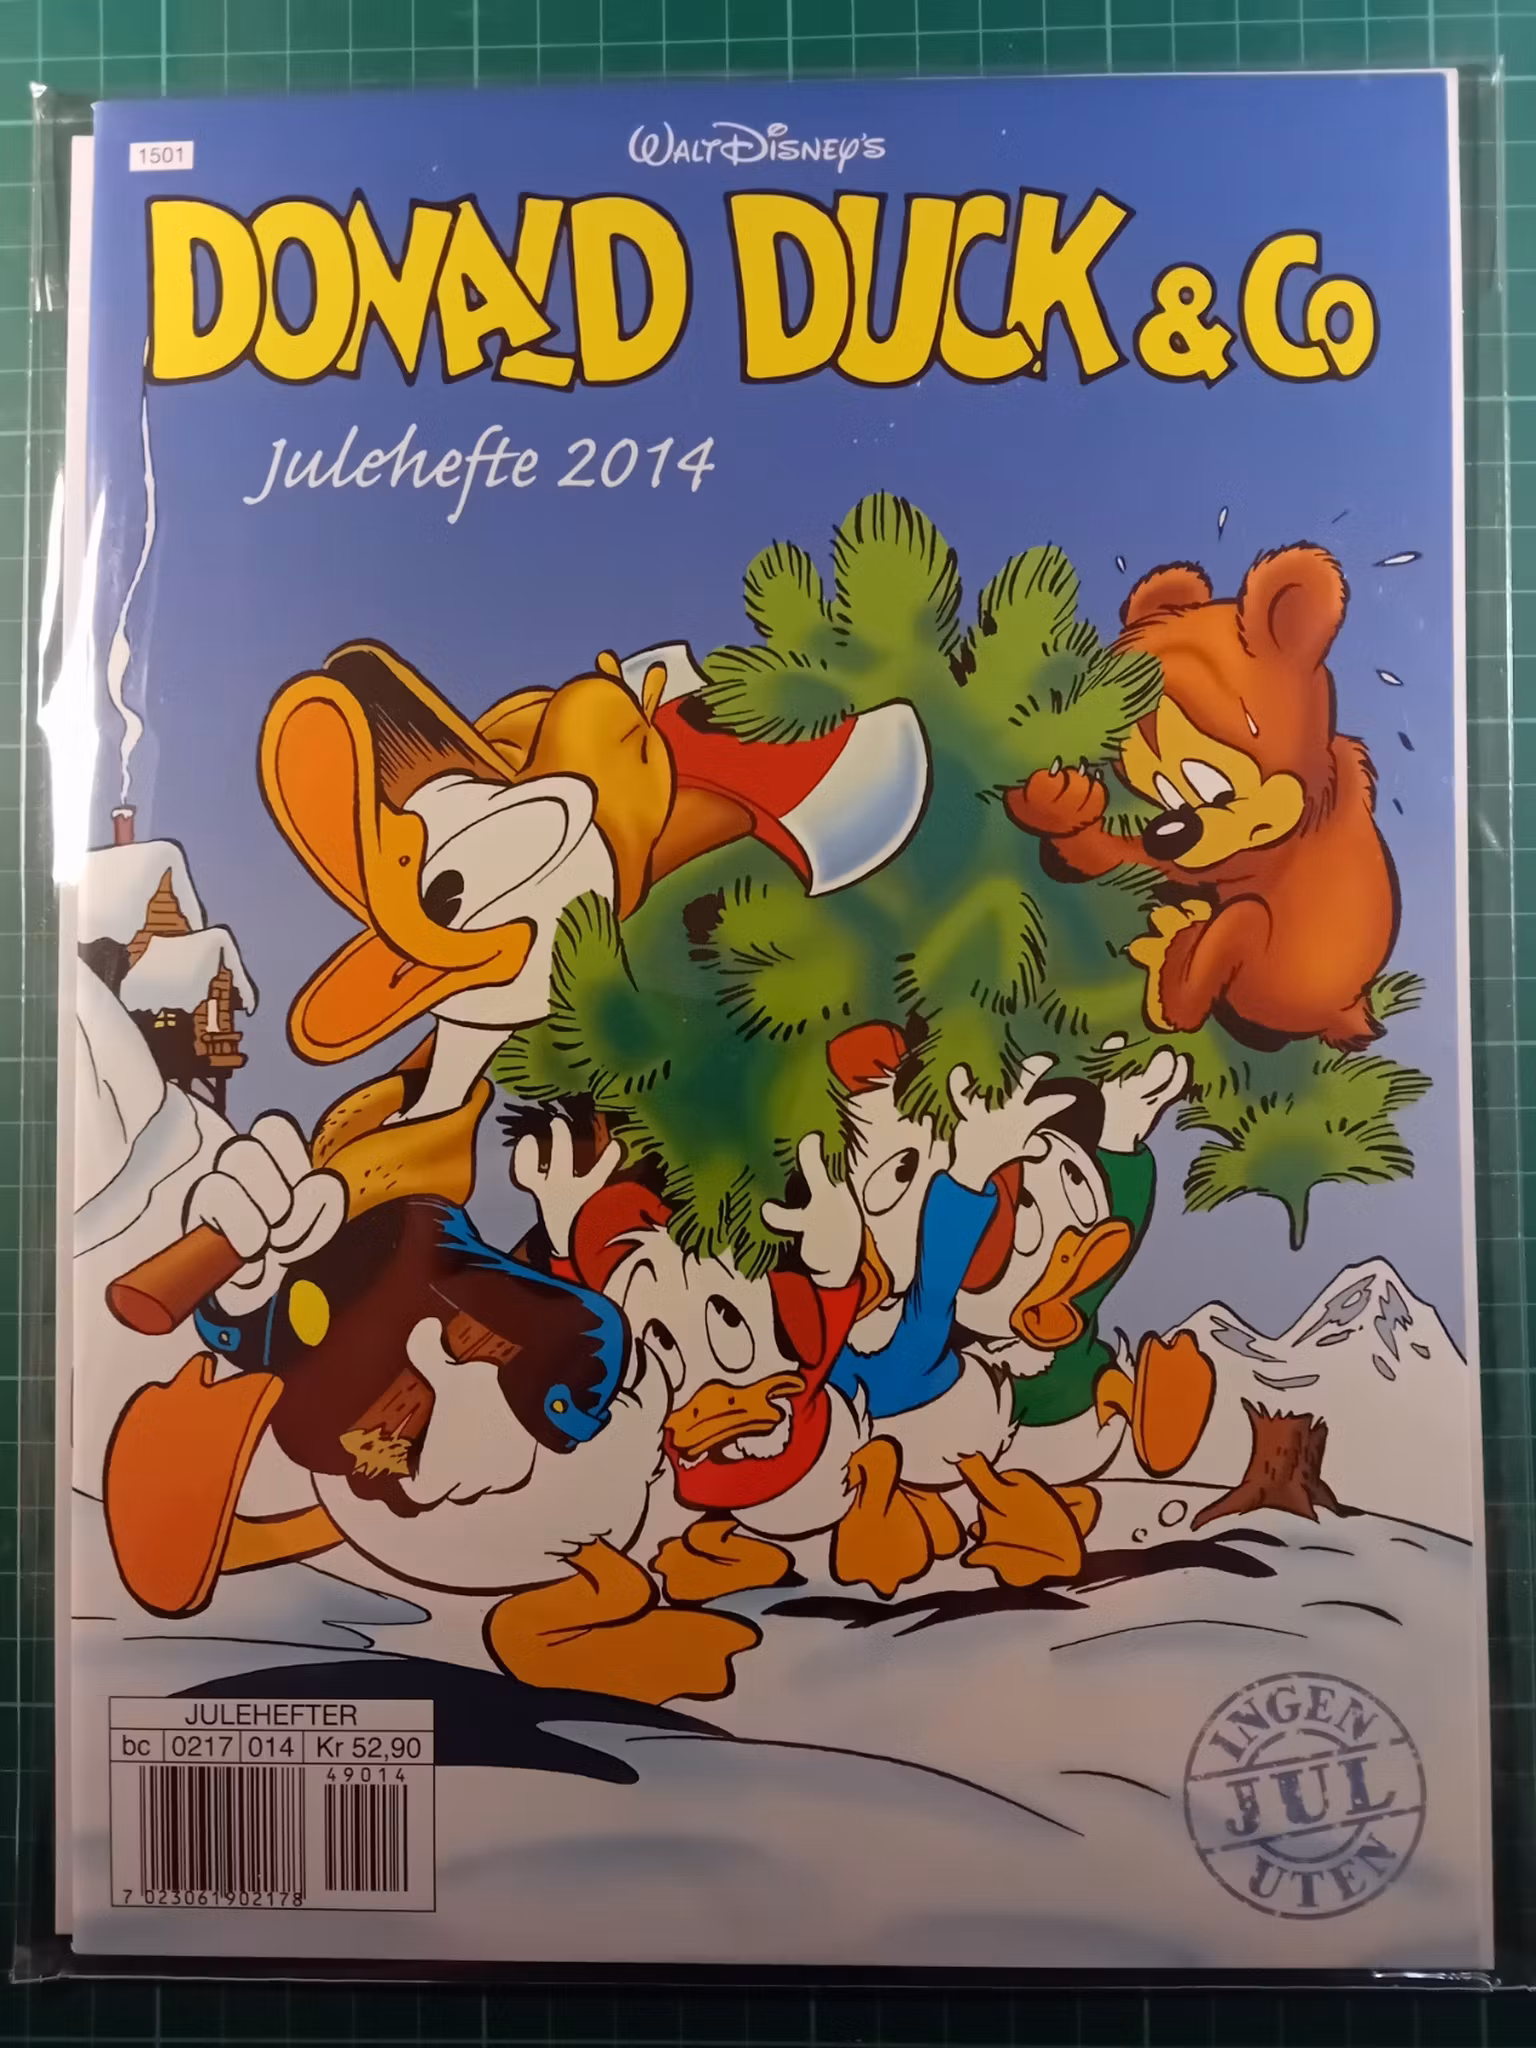 1501
WALT DISNEY'S
DONALD DUCK & CO
Julehefte 2014
JULEHEFTER
bc 0217 014 Kr 52,90
49014
7 023061 902178
INGEN
JUL
UTEN